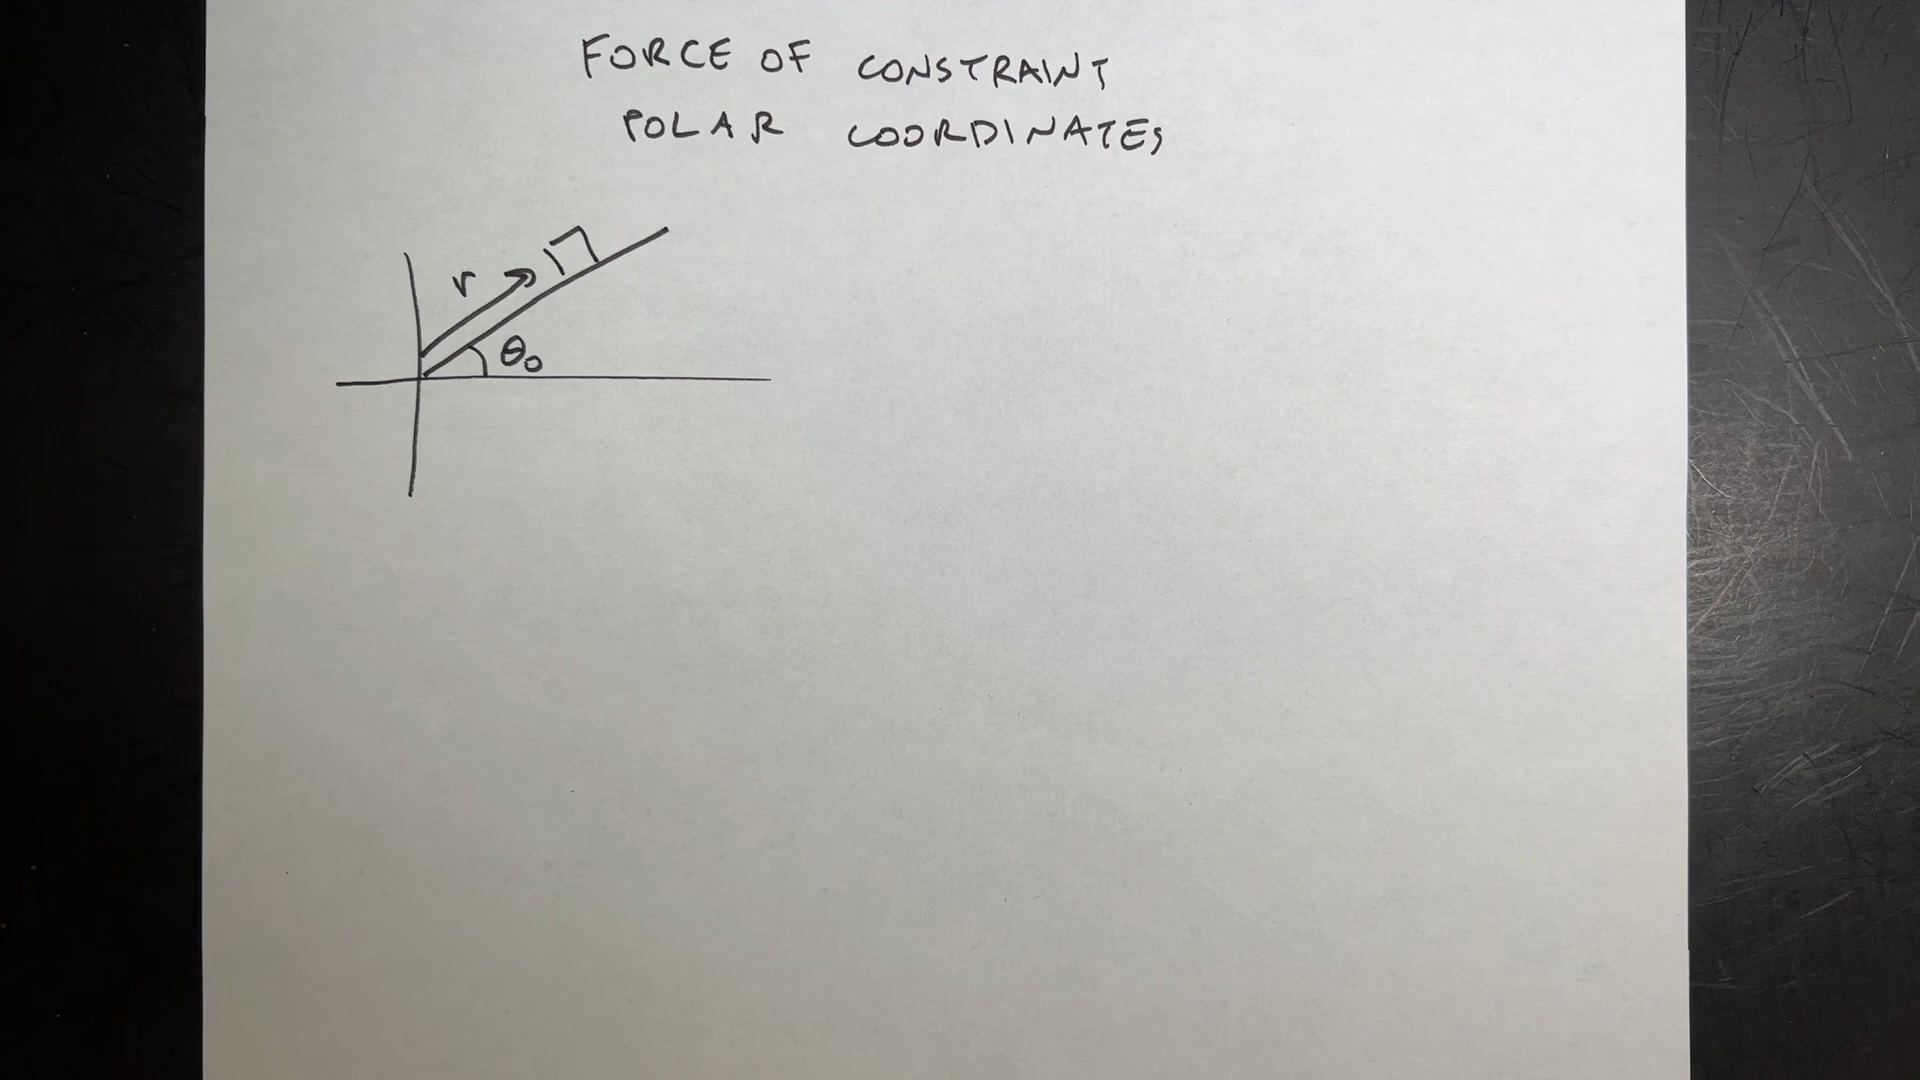 FORCE OF CONSTRAINT
POLAR COORDINATES
r
θ₀